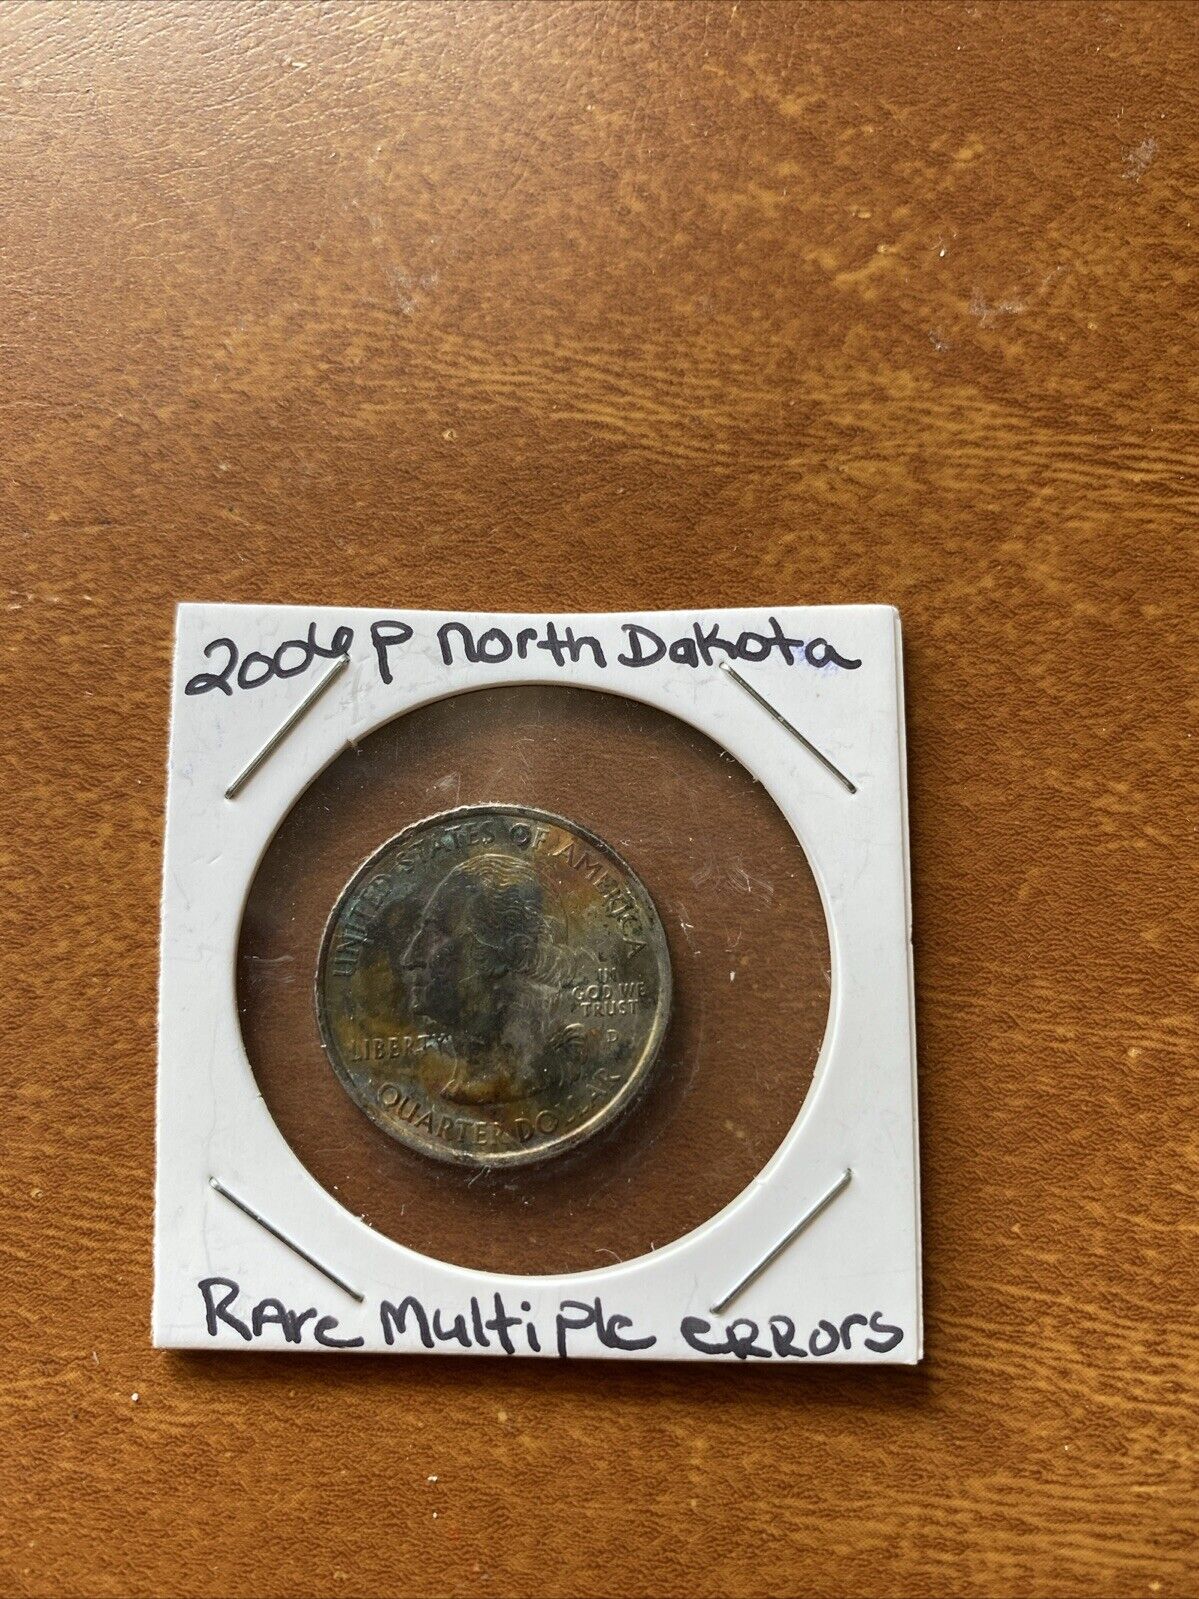 2006 P North Dakota
UNITED STATES OF AMERICA
IN
GOD WE
TRUST
LIBERTY
QUARTER DOLLAR
RARe Multiple eRRors